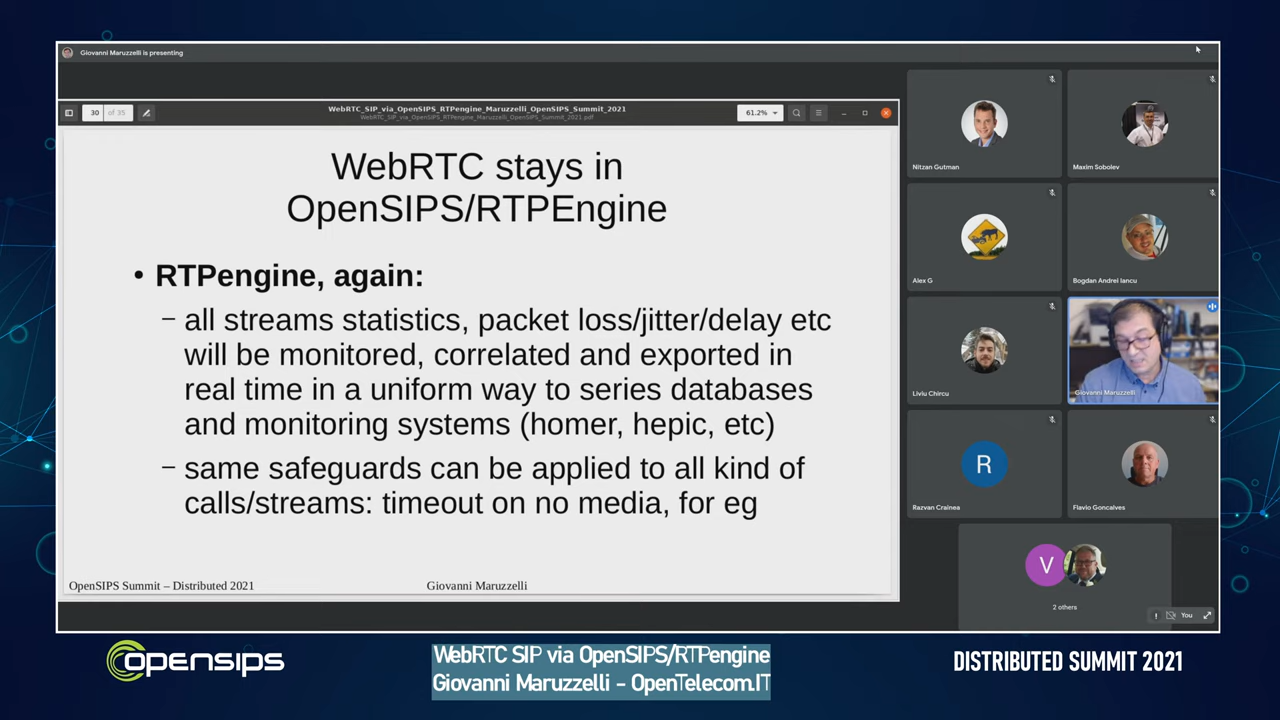 Giovanni Maruzzelli is presenting
30 of 35
WebRTC_SIP_via_OpenSIPS_RTPengine_Maruzzelli_OpenSIPS_Summit_2021
WebRTC_SIP_via_OpenSIPS_RTPengine_Maruzzelli_OpenSIPS_Summit_2021.pdf
61.2%
WebRTC stays in
OpenSIPS/RTPEngine
• RTPengine, again:
– all streams statistics, packet loss/jitter/delay etc
will be monitored, correlated and exported in
real time in a uniform way to series databases
and monitoring systems (homer, hepic, etc)
– same safeguards can be applied to all kind of
calls/streams: timeout on no media, for eg
OpenSIPS Summit – Distributed 2021
Giovanni Maruzzelli
Nitzan Gutman
Maxim Sobolev
Alex G
Bogdan Andrei Iancu
Liviu Chircu
Giovanni Maruzzelli
R
Razvan Crainea
Flavio Goncalves
V
2 others
You
opensips
WebRTC SIP via OpenSIPS/RTPengine
Giovanni Maruzzelli - OpenTelecom.IT
DISTRIBUTED SUMMIT 2021